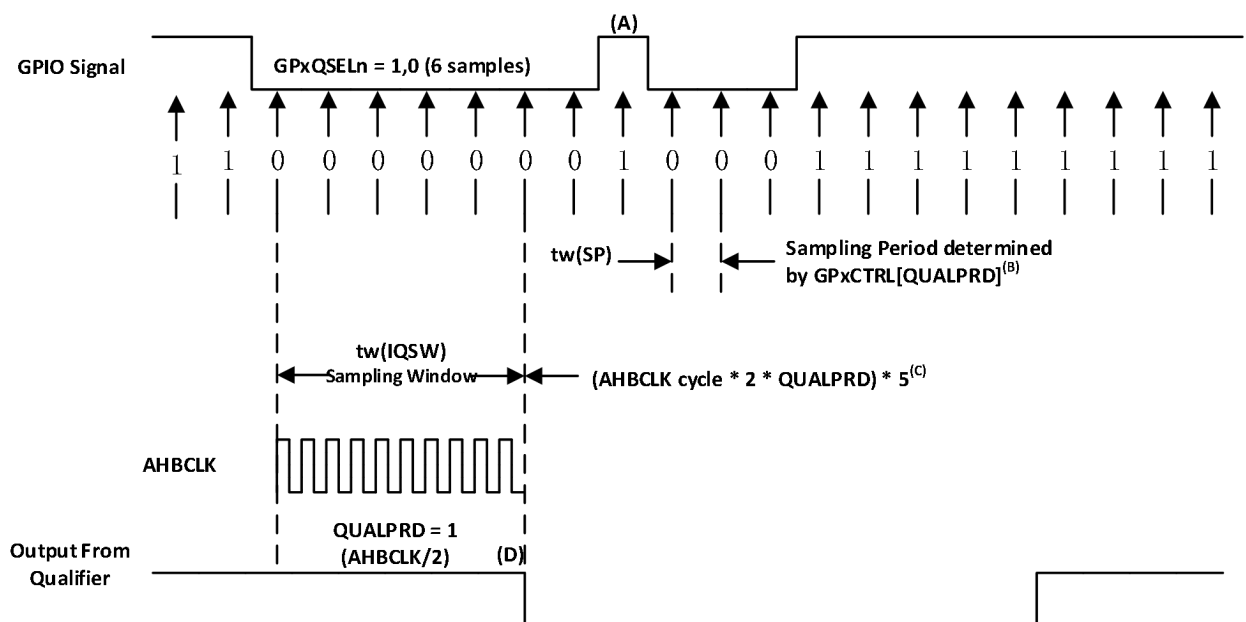 (A)
GPIO Signal
GPxQSELn = 1,0 (6 samples)
1 1 0 0 0 0 0 0 0 1 0 0 0 1 1 1 1 1 1 1 1 1
tw(SP)
Sampling Period determined
by GPxCTRL[QUALPRD](B)
tw(IQSW)
Sampling Window
(AHBCLK cycle * 2 * QUALPRD) * 5(C)
AHBCLK
QUALPRD = 1
(AHBCLK/2)
(D)
Output From
Qualifier